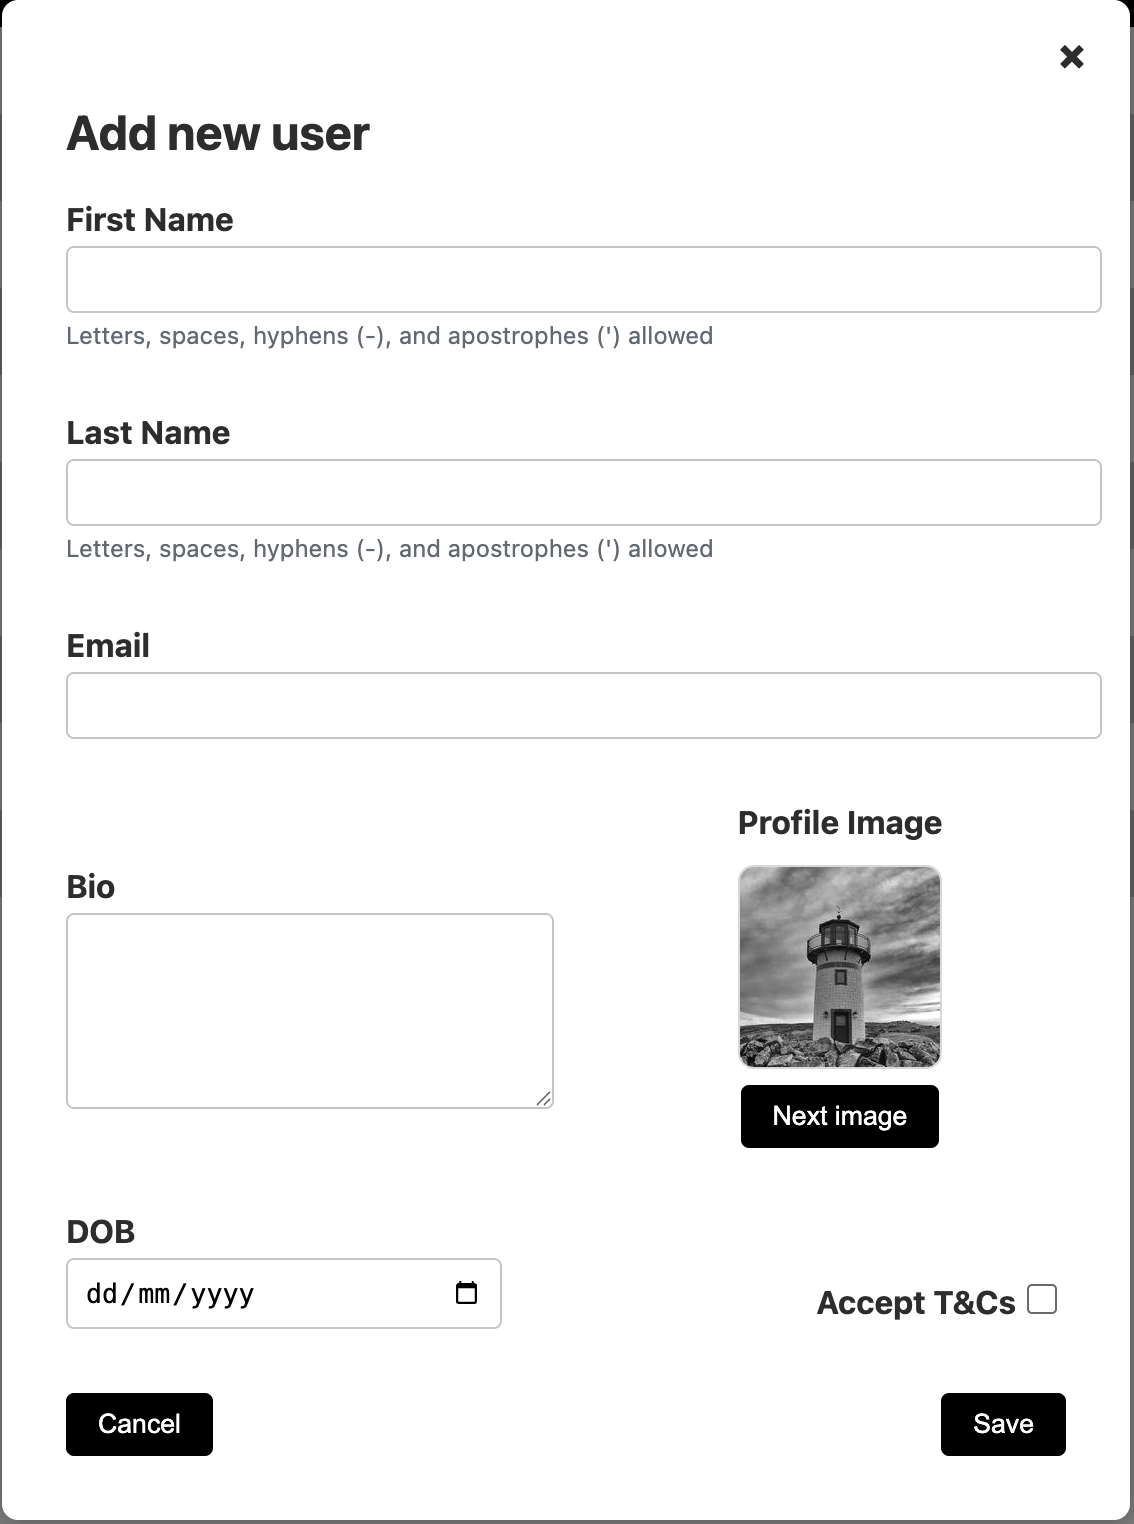 Add new user
First Name
Letters, spaces, hyphens (-), and apostrophes (') allowed
Last Name
Letters, spaces, hyphens (-), and apostrophes (') allowed
Email
Profile Image
Bio
Next image
DOB
dd/mm/yyyy
Accept T&Cs
Cancel
Save